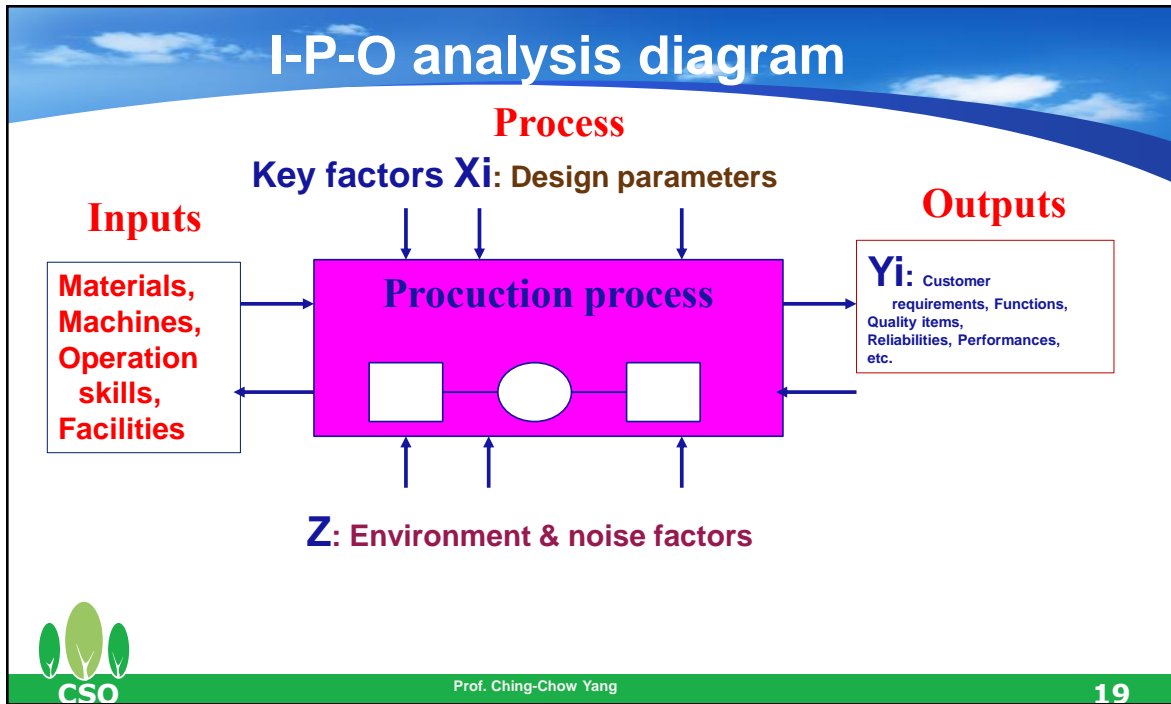 I-P-O analysis diagram
Process
Key factors Xi: Design parameters
Inputs
Outputs
Materials,
Machines,
Operation
skills,
Facilities
Procuction process
Yi: Customer
requirements, Functions,
Quality items,
Reliabilities, Performances,
etc.
Z: Environment & noise factors
CSO
Prof. Ching-Chow Yang
19